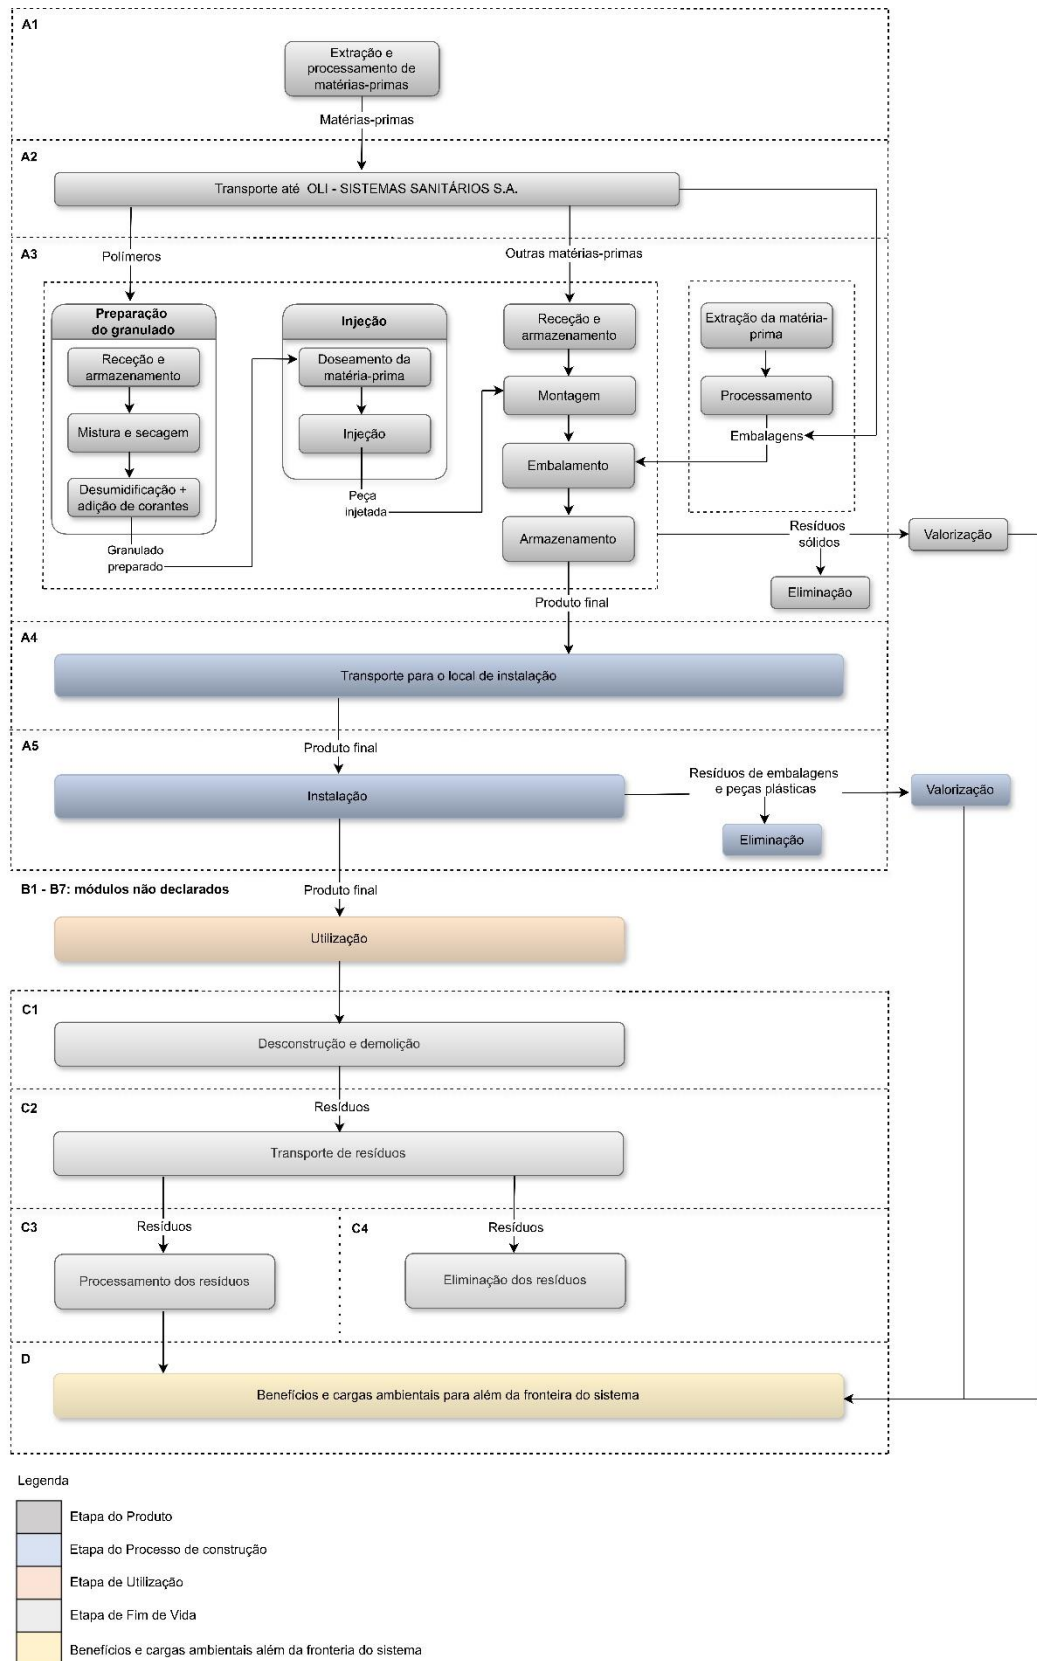 A1
Extração e
processamento de
matérias-primas
Matérias-primas
A2
Transporte até OLI - SISTEMAS SANITÁRIOS S.A.
A3
Polímeros
Outras matérias-primas
Preparação
do granulado
Receção e
armazenamento
Mistura e secagem
Desumidificação +
adição de corantes
Granulado
preparado
Injeção
Doseamento da
matéria-prima
Injeção
Peça
injetada
Receção e
armazenamento
Montagem
Embalamento
Armazenamento
Extração da matéria-
prima
Processamento
Embalagens
Resíduos
sólidos
Valorização
Eliminação
Produto final
A4
Transporte para o local de instalação
A5
Produto final
Instalação
Resíduos de embalagens
e peças plásticas
Valorização
Eliminação
B1 - B7: módulos não declarados
Produto final
Utilização
C1
Desconstrução e demolição
C2
Resíduos
Transporte de resíduos
C3
Resíduos
Processamento dos resíduos
C4
Resíduos
Eliminação dos resíduos
D
Benefícios e cargas ambientais para além da fronteira do sistema
Legenda
Etapa do Produto
Etapa do Processo de construção
Etapa de Utilização
Etapa de Fim de Vida
Benefícios e cargas ambientais além da fronteria do sistema